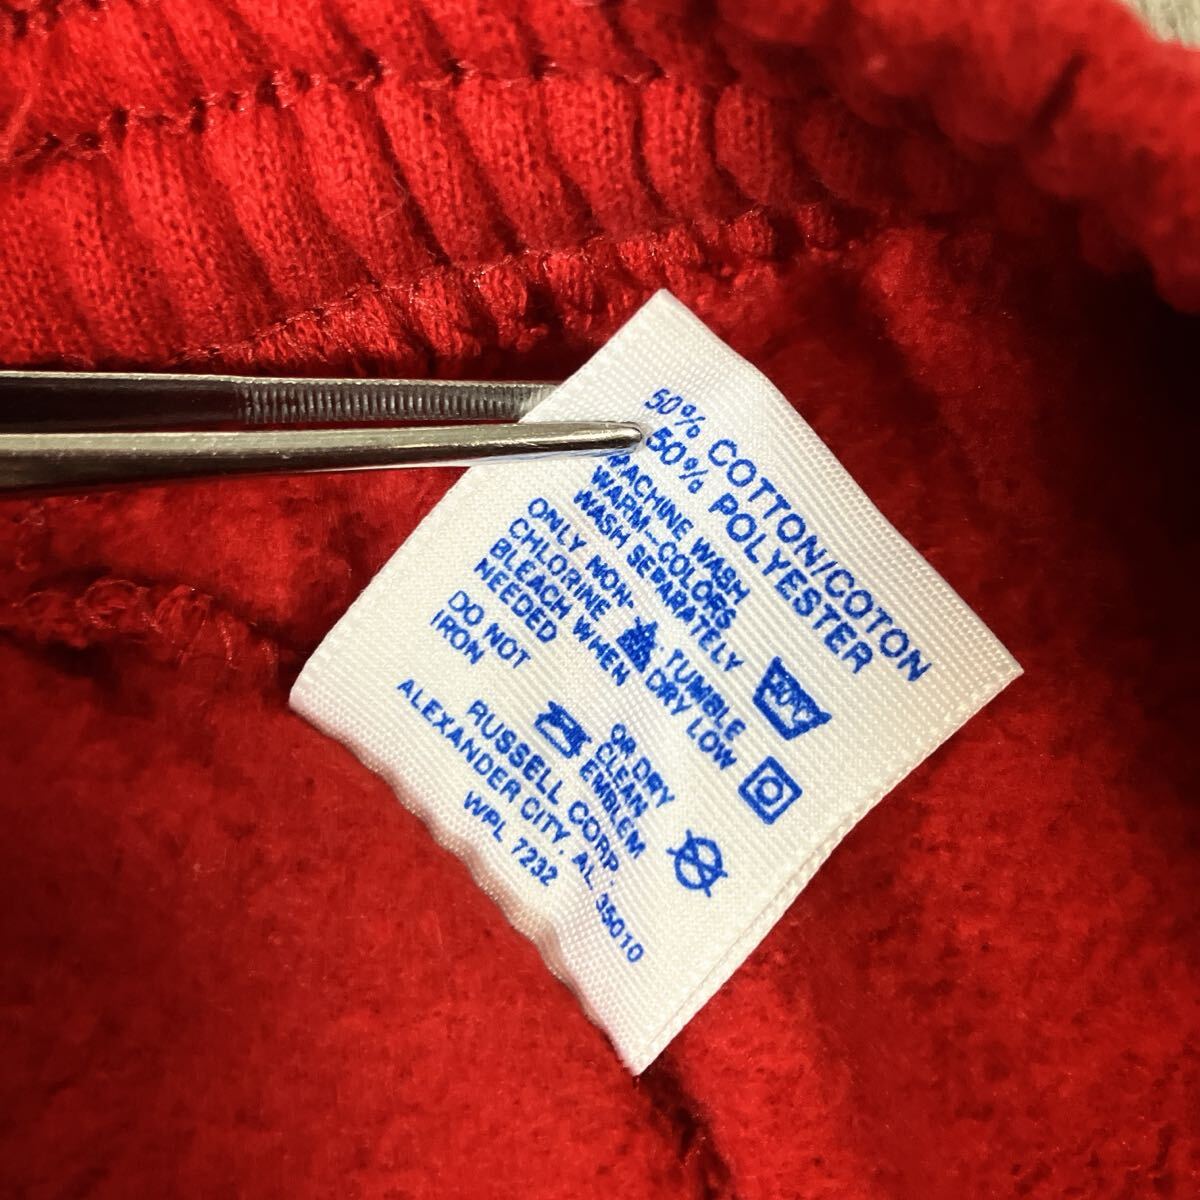 50% COTTON/COTON
50% POLYESTER
MACHINE WASH
WARM-COLORS
WASH SEPARATELY
ONLY NON-
CHLORINE
BLEACH WHEN
NEEDED
TUMBLE
DRY LOW
DO NOT
IRON
OR DRY
CLEAN
EMBLEM
RUSSELL CORP.
ALEXANDER CITY, AL 35010
WPL 7232